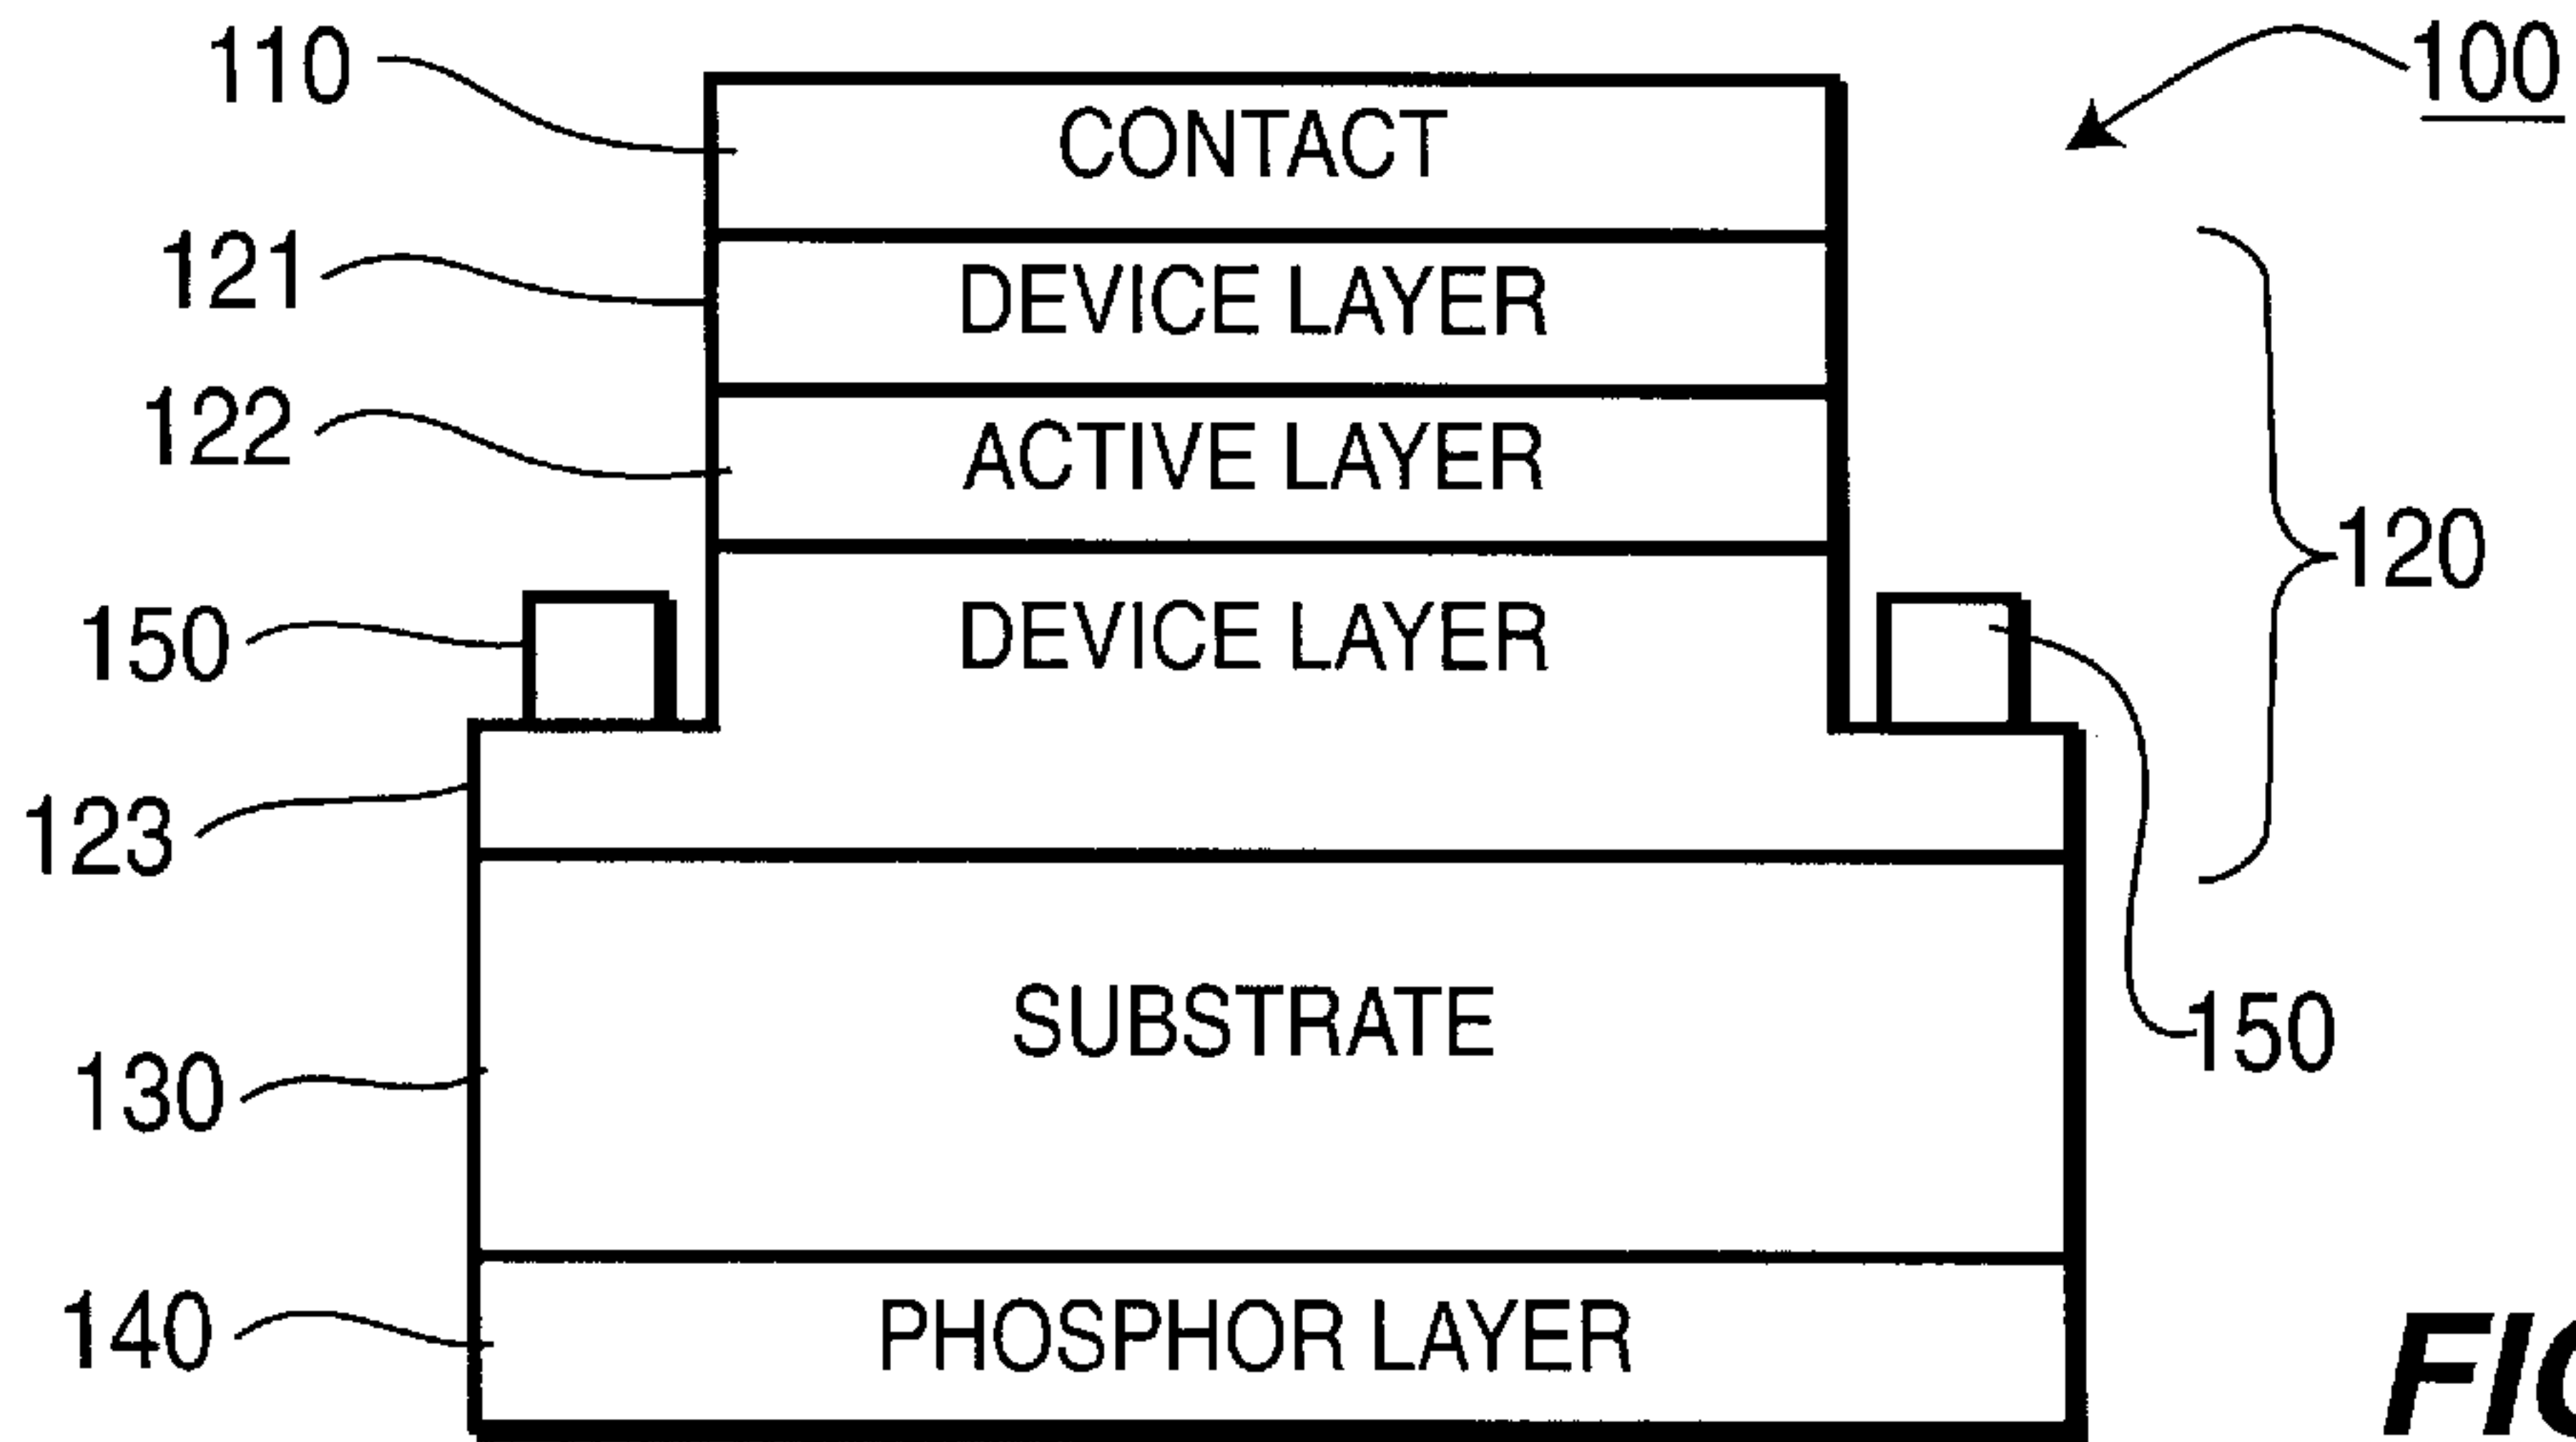 100
110
CONTACT
121
DEVICE LAYER
122
ACTIVE LAYER
120
150
DEVICE LAYER
123
SUBSTRATE
150
130
140
PHOSPHOR LAYER